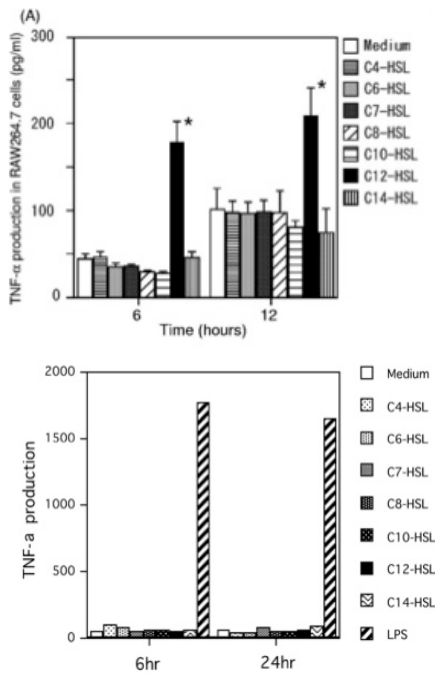 (A)
TNF-α production in RAW264.7 cells (pg/ml)
300
200
100
0
*
*
6
12
Time (hours)
Medium
C4-HSL
C6-HSL
C7-HSL
C8-HSL
C10-HSL
C12-HSL
C14-HSL
TNF-a production
2000
1500
1000
500
0
6hr
24hr
Medium
C4-HSL
C6-HSL
C7-HSL
C8-HSL
C10-HSL
C12-HSL
C14-HSL
LPS